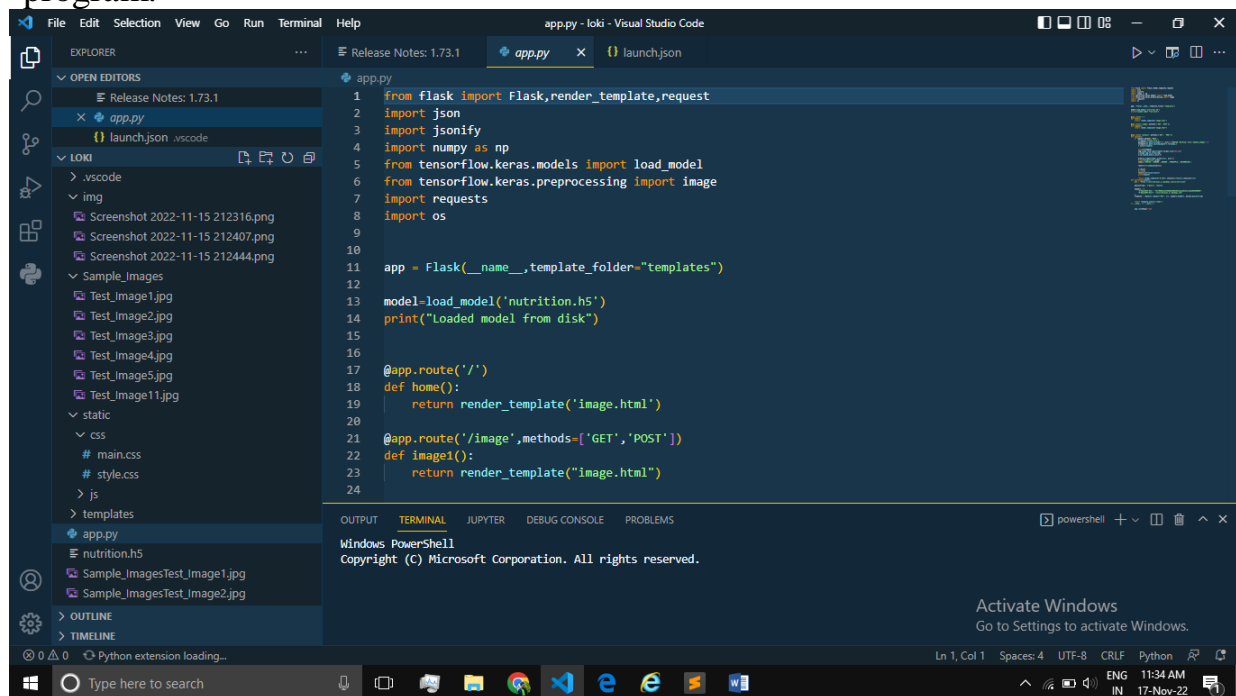 program.
File Edit Selection View Go Run Terminal Help
app.py - loki - Visual Studio Code
EXPLORER
Release Notes: 1.73.1
app.py
launch.json
OPEN EDITORS
Release Notes: 1.73.1
app.py
launch.json .vscode
LOKI
.vscode
img
Screenshot 2022-11-15 212316.png
Screenshot 2022-11-15 212407.png
Screenshot 2022-11-15 212444.png
Sample_Images
Test_Image1.jpg
Test_Image2.jpg
Test_Image3.jpg
Test_Image4.jpg
Test_Image5.jpg
Test_Image11.jpg
static
css
# main.css
# style.css
js
templates
app.py
nutrition.h5
Sample_ImagesTest_Image1.jpg
Sample_ImagesTest_Image2.jpg
OUTLINE
TIMELINE
app.py
1 from flask import Flask,render_template,request
2 import json
3 import jsonify
4 import numpy as np
5 from tensorflow.keras.models import load_model
6 from tensorflow.keras.preprocessing import image
7 import requests
8 import os
9
10
11 app = Flask(__name__,template_folder="templates")
12
13 model=load_model('nutrition.h5')
14 print("Loaded model from disk")
15
16
17 @app.route('/')
18 def home():
19 return render_template('image.html')
20
21 @app.route('/image',methods=['GET','POST'])
22 def image1():
23 return render_template("image.html")
24
OUTPUT TERMINAL JUPYTER DEBUG CONSOLE PROBLEMS
powershell
Windows PowerShell
Copyright (C) Microsoft Corporation. All rights reserved.
Activate Windows
Go to Settings to activate Windows.
0 0 Python extension loading...
Ln 1, Col 1 Spaces: 4 UTF-8 CRLF Python
Type here to search
ENG
IN
11:34 AM
17-Nov-22